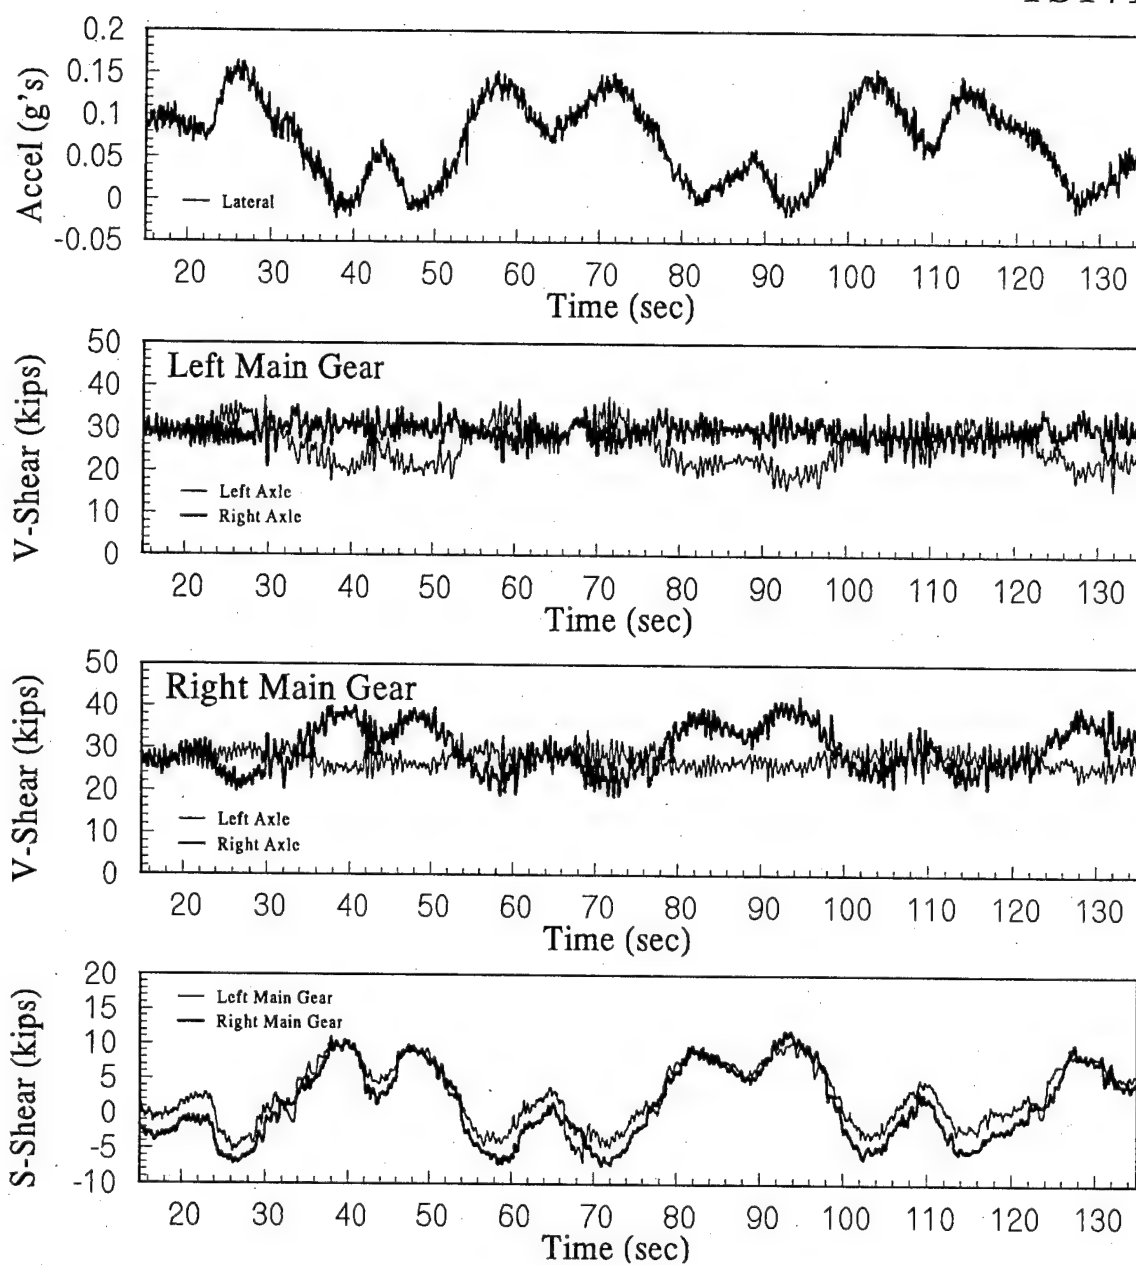 0.2
0.15
0.1
0.05
0
-0.05
Accel (g's)
Lateral
20 30 40 50 60 70 80 90 100 110 120 130
Time (sec)
50
40
30
20
10
0
V-Shear (kips)
Left Main Gear
Left Axle
Right Axle
20 30 40 50 60 70 80 90 100 110 120 130
Time (sec)
50
40
30
20
10
0
V-Shear (kips)
Right Main Gear
Left Axle
Right Axle
20 30 40 50 60 70 80 90 100 110 120 130
Time (sec)
20
15
10
5
0
-5
-10
S-Shear (kips)
Left Main Gear
Right Main Gear
20 30 40 50 60 70 80 90 100 110 120 130
Time (sec)